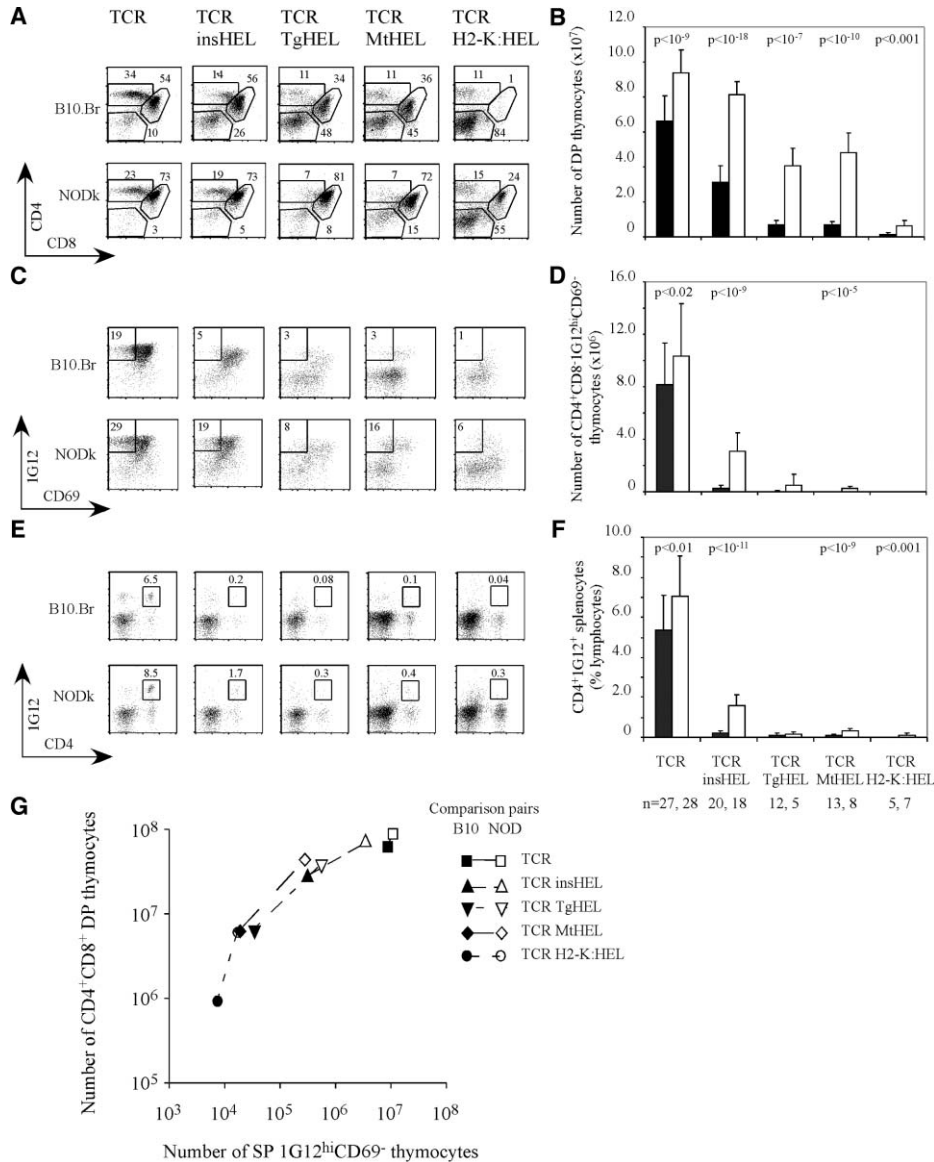 A
TCR
TCR insHEL
TCR TgHEL
TCR MtHEL
TCR H2-K:HEL
B10.Br
34 54 10
14 56 26
11 34 48
11 36 45
11 1 84
NODk
23 73 3
19 73 5
7 81 8
7 72 15
15 24 55
CD4
CD8
B
Number of DP thymocytes (x10⁷)
10.0
8.0
6.0
4.0
2.0
0
p<10⁻⁹ p<10⁻¹⁸ p<10⁻⁷ p<10⁻¹⁰ p<0.001
C
B10.Br
19 5 3 3 1
NODk
29 19 8 16 6
1G12
CD69
D
Number of CD4⁺CD8⁻1G12ʰⁱCD69⁻
thymocytes (x10⁶)
16.0
12.0
8.0
4.0
0
p<0.02 p<10⁻⁹ p<10⁻⁵
E
B10.Br
6.5 0.2 0.08 0.1 0.04
NODk
8.5 1.7 0.3 0.4 0.3
1G12
CD4
F
CD4⁺1G12⁺ splenocytes
(% lymphocytes)
10.0
8.0
6.0
4.0
2.0
0
p<0.01 p<10⁻¹¹ p<10⁻⁹ p<0.001
TCR
TCR insHEL
TCR TgHEL
TCR MtHEL
TCR H2-K:HEL
n=27, 28 20, 18 12, 5 13, 8 5, 7
G
Number of CD4⁺CD8⁺ DP thymocytes
10⁸
10⁷
10⁶
10⁵
10³ 10⁴ 10⁵ 10⁶ 10⁷ 10⁸
Number of SP 1G12ʰⁱCD69⁻ thymocytes
Comparison pairs
B10 NOD
TCR
TCR insHEL
TCR TgHEL
TCR MtHEL
TCR H2-K:HEL